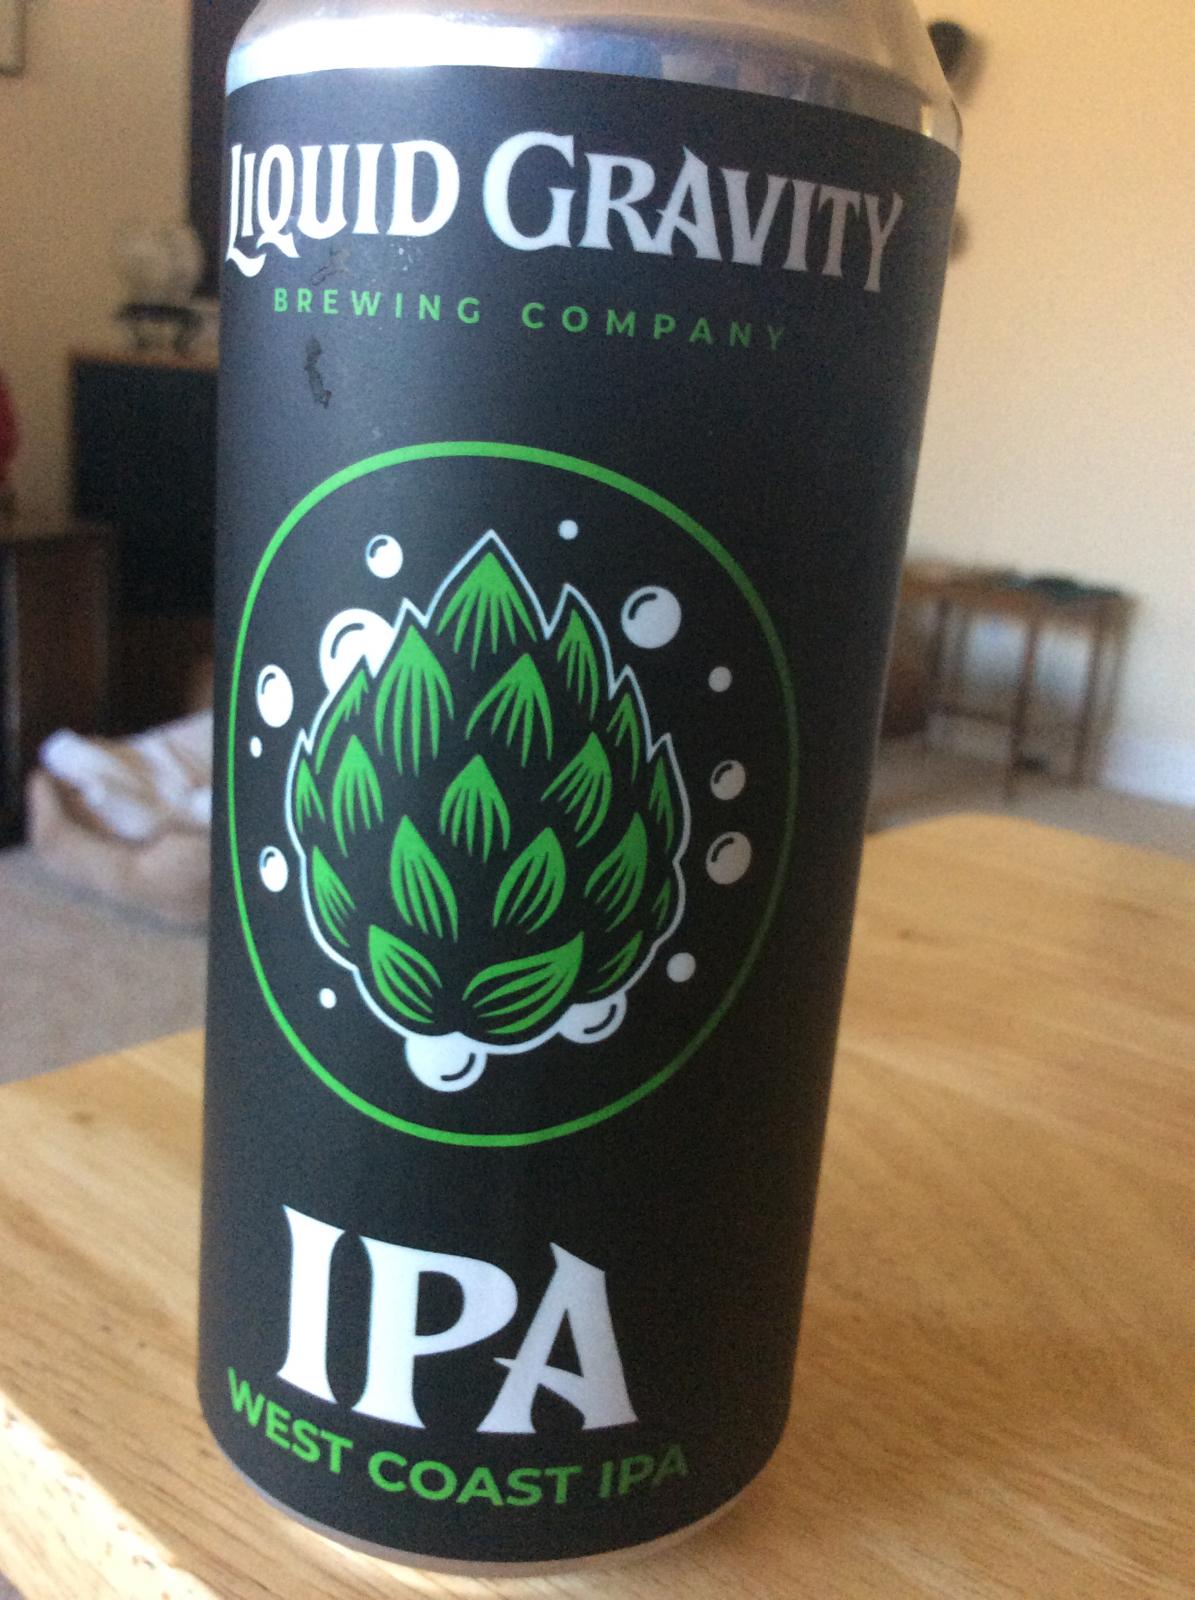 LIQUID GRAVITY
BREWING COMPANY
IPA
WEST COAST IPA